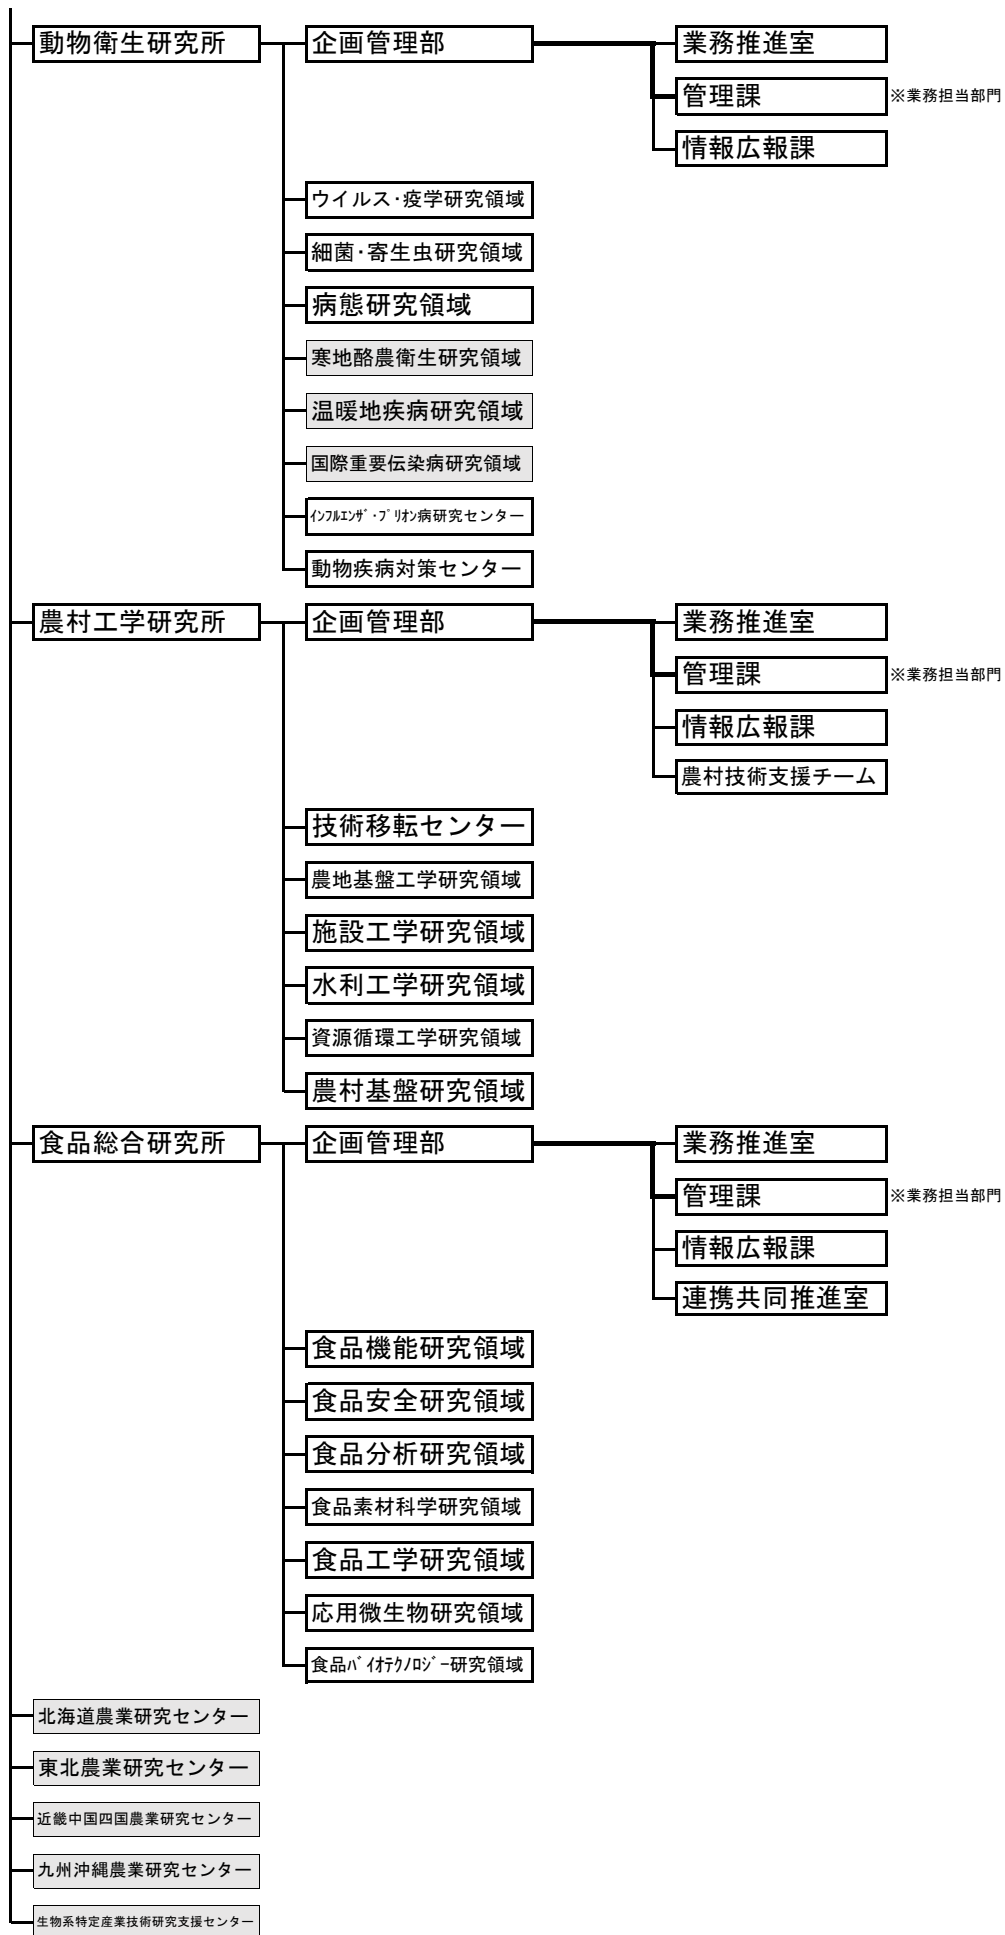 動物衛生研究所 企画管理部 業務推進室
管理課 ※業務担当部門
情報広報課
ウイルス・疫学研究領域
細菌・寄生虫研究領域
病態研究領域
寒地酪農衛生研究領域
温暖地疾病研究領域
国際重要伝染病研究領域
ｲﾝﾌﾙｴﾝｻﾞ・ﾌﾟﾘｵﾝ病研究センター
動物疾病対策センター
農村工学研究所 企画管理部 業務推進室
管理課 ※業務担当部門
情報広報課
農村技術支援チーム
技術移転センター
農地基盤工学研究領域
施設工学研究領域
水利工学研究領域
資源循環工学研究領域
農村基盤研究領域
食品総合研究所 企画管理部 業務推進室
管理課 ※業務担当部門
情報広報課
連携共同推進室
食品機能研究領域
食品安全研究領域
食品分析研究領域
食品素材科学研究領域
食品工学研究領域
応用微生物研究領域
食品ﾊﾞｲｵﾃｸﾉﾛｼﾞｰ研究領域
北海道農業研究センター
東北農業研究センター
近畿中国四国農業研究センター
九州沖縄農業研究センター
生物系特定産業技術研究支援センター